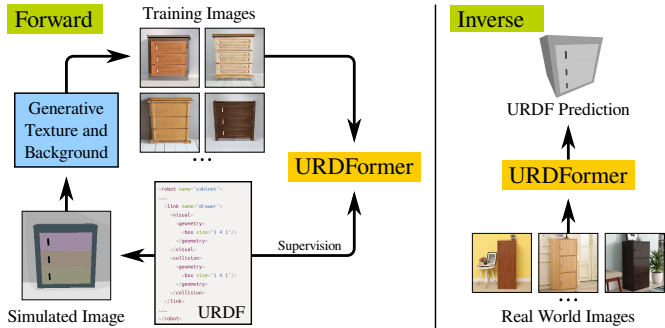 Forward
Training Images
Generative
Texture and
Background
...
URDFormer
<robot name="cabinet">
...
<link name="drawer">
<visual>
<geometry>
<box size="1 4 1"/>
</geometry>
</visual>
<collision>
<geometry>
<box size="1 4 1"/>
</geometry>
</collision>
</link>
...
</robot>
URDF
Supervision
Simulated Image
Inverse
URDF Prediction
URDFormer
...
Real World Images